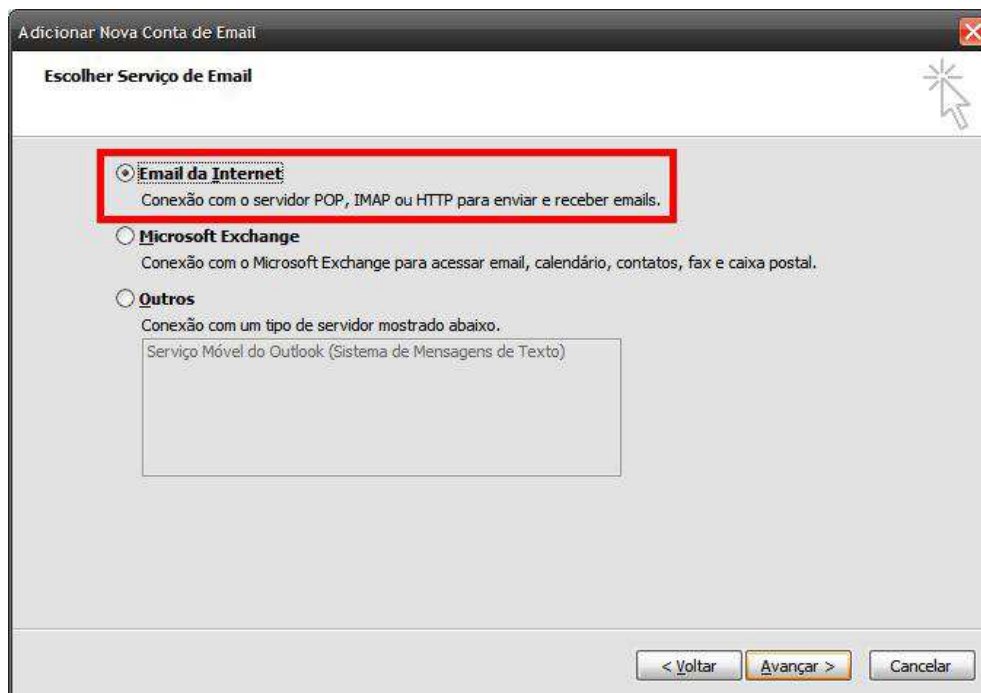 Adicionar Nova Conta de Email
Escolher Serviço de Email
Email da Internet
Conexão com o servidor POP, IMAP ou HTTP para enviar e receber emails.
Microsoft Exchange
Conexão com o Microsoft Exchange para acessar email, calendário, contatos, fax e caixa postal.
Outros
Conexão com um tipo de servidor mostrado abaixo.
Serviço Móvel do Outlook (Sistema de Mensagens de Texto)
< Voltar Avançar > Cancelar